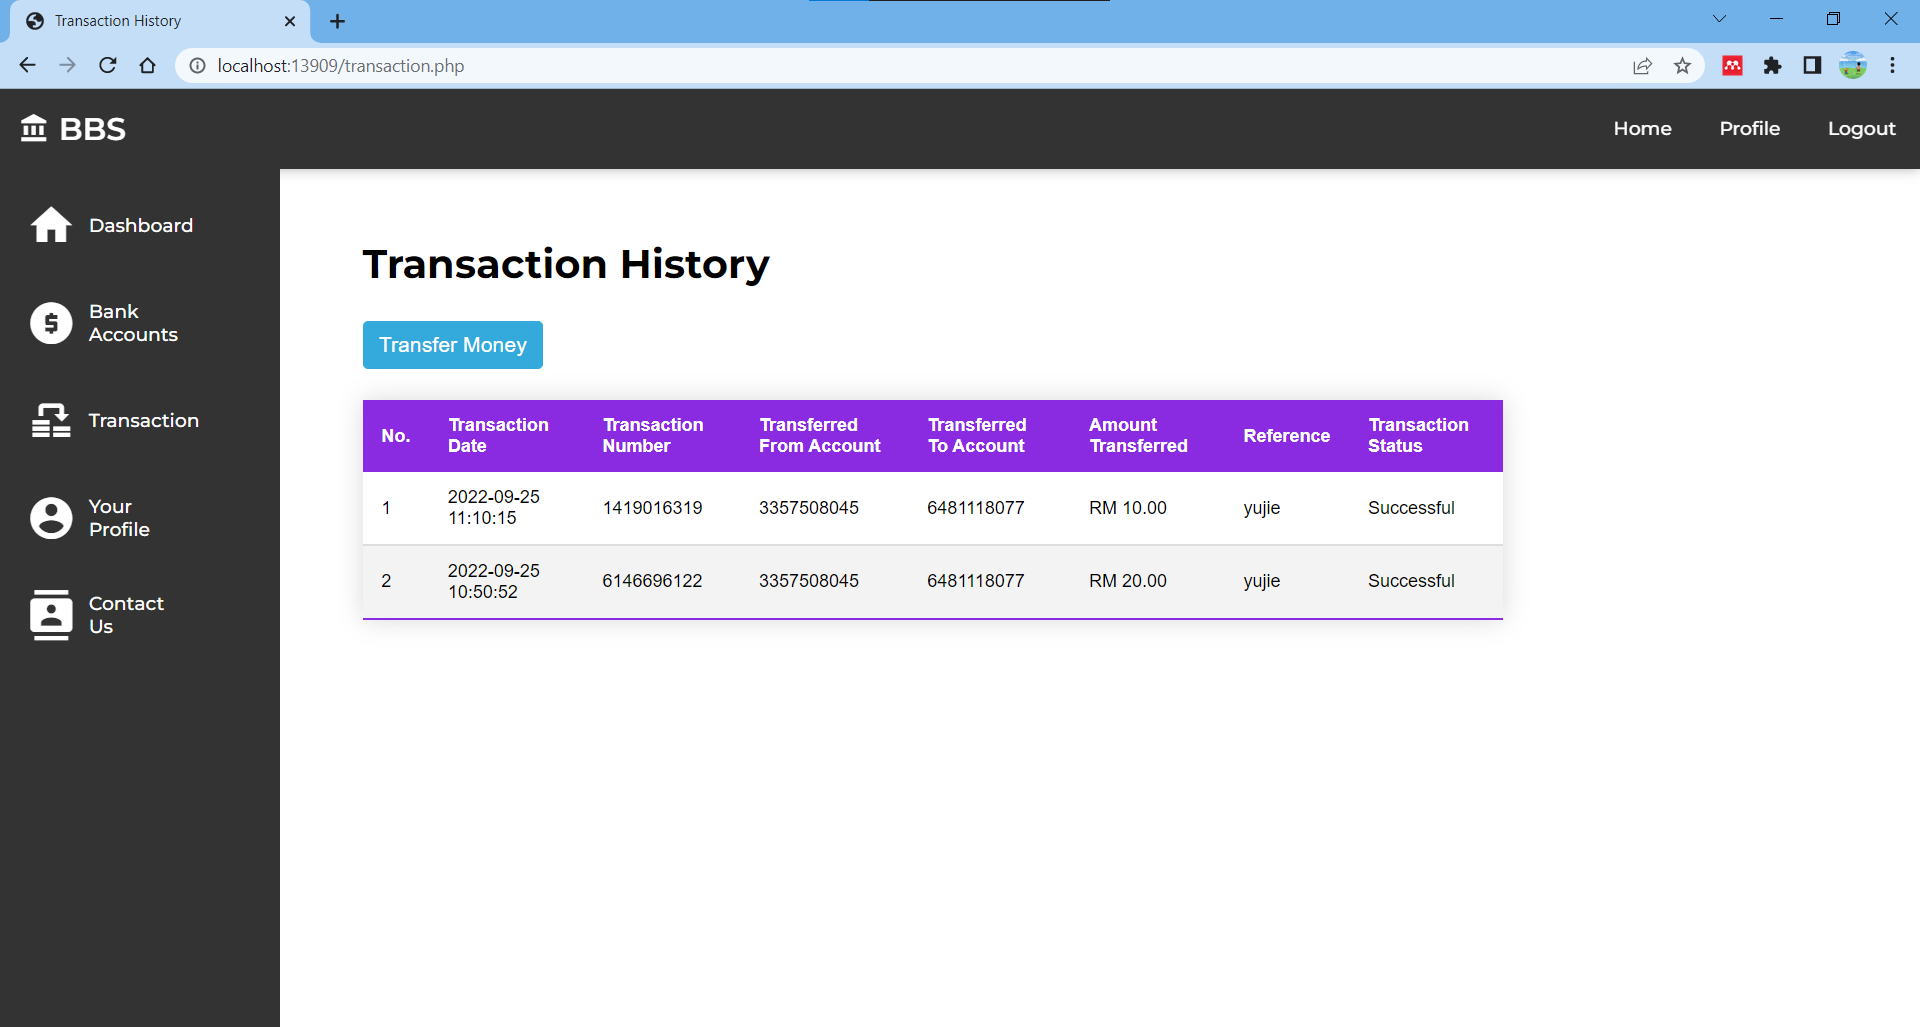 Transaction History
localhost:13909/transaction.php
BBS
Home Profile Logout
Dashboard
Bank
Accounts
Transaction
Your
Profile
Contact
Us
Transaction History
Transfer Money
No. Transaction Date Transaction Number Transferred From Account Transferred To Account Amount Transferred Reference Transaction Status
1 2022-09-25 11:10:15 1419016319 3357508045 6481118077 RM 10.00 yujie Successful
2 2022-09-25 10:50:52 6146696122 3357508045 6481118077 RM 20.00 yujie Successful